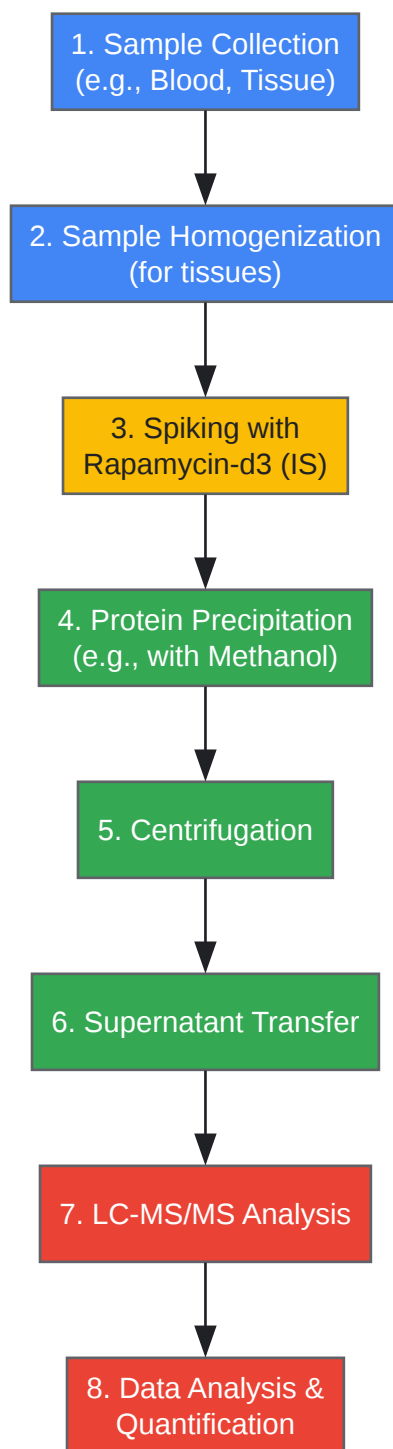 1. Sample Collection
(e.g., Blood, Tissue)
2. Sample Homogenization
(for tissues)
3. Spiking with
Rapamycin-d3 (IS)
4. Protein Precipitation
(e.g., with Methanol)
5. Centrifugation
6. Supernatant Transfer
7. LC-MS/MS Analysis
8. Data Analysis &
Quantification